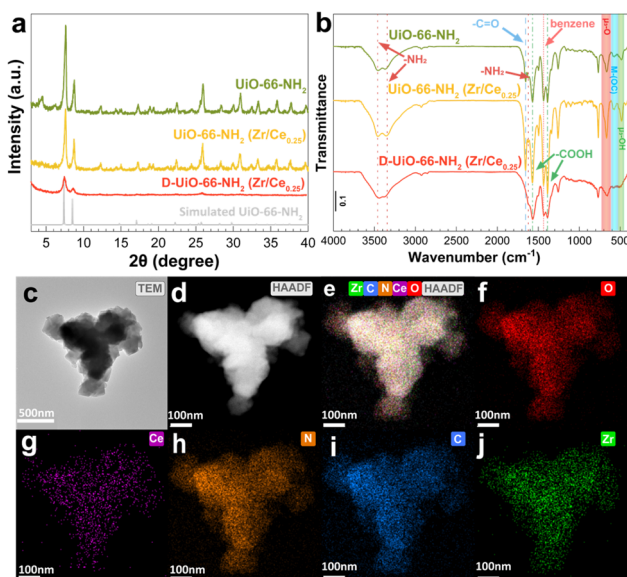 a
Intensity (a.u.)
UiO-66-NH₂
UiO-66-NH₂ (Zr/Ce₀.₂₅)
D-UiO-66-NH₂ (Zr/Ce₀.₂₅)
Simulated UiO-66-NH₂
5 10 15 20 25 30 35 40
2θ (degree)
b
Transmittance
-C=O
benzene
UiO-66-NH₂
-NH₂
-NH₂
UiO-66-NH₂ (Zr/Ce₀.₂₅)
D-UiO-66-NH₂ (Zr/Ce₀.₂₅)
-COOH
μ₃-O
M-(OC)
μ₃-OH
0.1
4000 3500 3000 2500 2000 1500 1000 500
Wavenumber (cm⁻¹)
c
TEM
500nm
d
HAADF
100nm
e
Zr C N Ce O HAADF
100nm
f
O
100nm
g
Ce
100nm
h
N
100nm
i
C
100nm
j
Zr
100nm